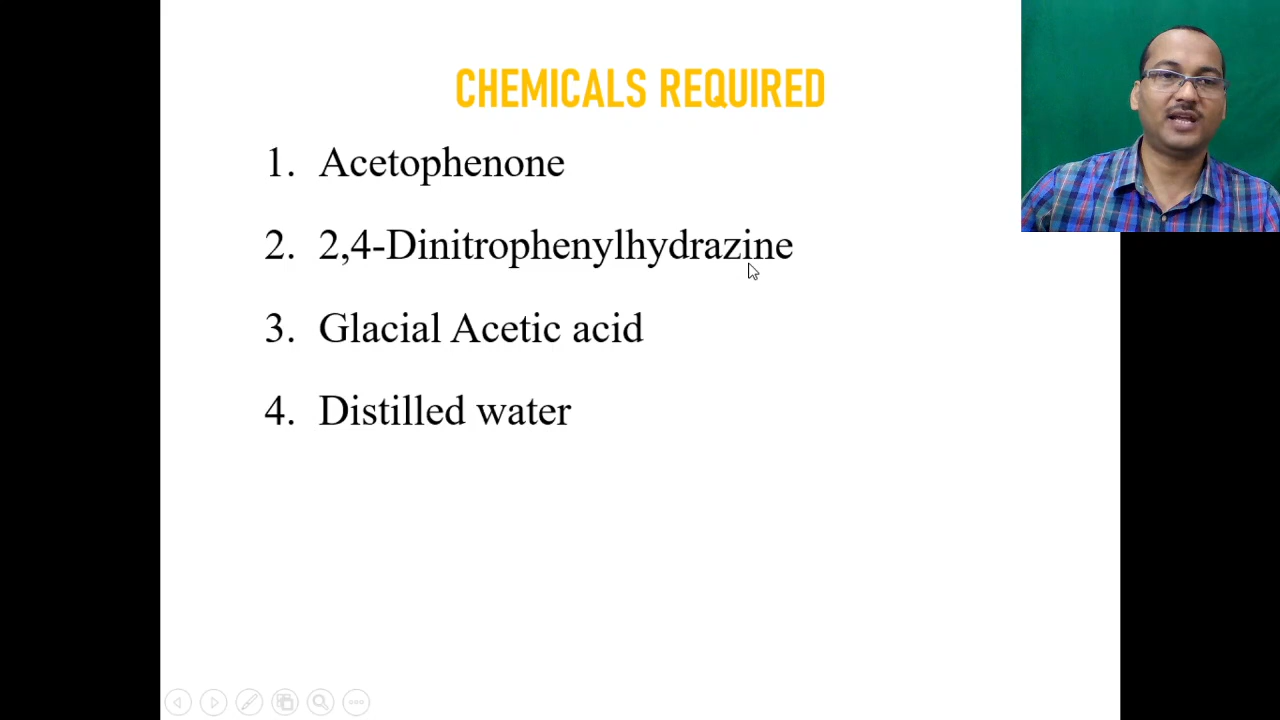 CHEMICALS REQUIRED
1. Acetophenone
2. 2,4-Dinitrophenylhydrazine
3. Glacial Acetic acid
4. Distilled water